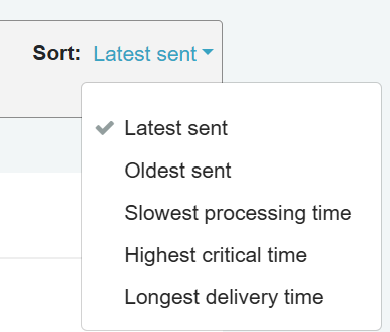 Sort: Latest sent
Latest sent
Oldest sent
Slowest processing time
Highest critical time
Longest delivery time